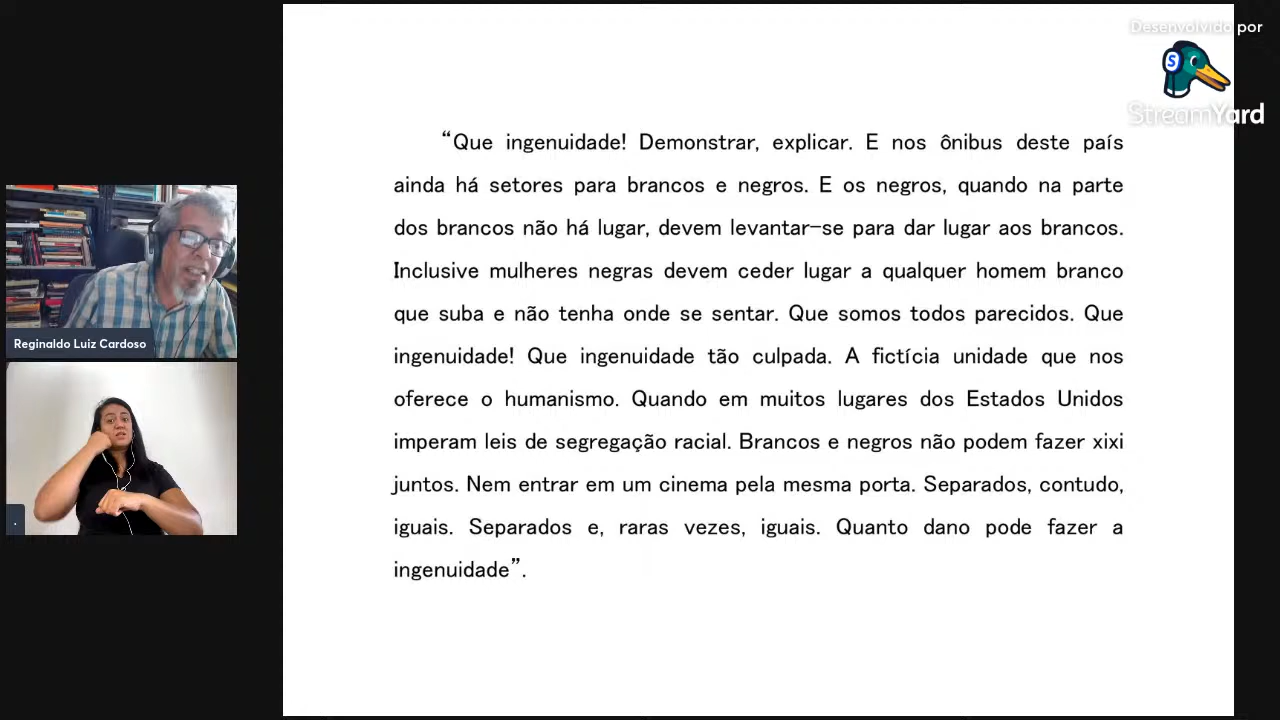 Desenvolvido por
StreamYard
“Que ingenuidade! Demonstrar, explicar. E nos ônibus deste país
ainda há setores para brancos e negros. E os negros, quando na parte
dos brancos não há lugar, devem levantar-se para dar lugar aos brancos.
Inclusive mulheres negras devem ceder lugar a qualquer homem branco
que suba e não tenha onde se sentar. Que somos todos parecidos. Que
ingenuidade! Que ingenuidade tão culpada. A fictícia unidade que nos
oferece o humanismo. Quando em muitos lugares dos Estados Unidos
imperam leis de segregação racial. Brancos e negros não podem fazer xixi
juntos. Nem entrar em um cinema pela mesma porta. Separados, contudo,
iguais. Separados e, raras vezes, iguais. Quanto dano pode fazer a
ingenuidade”.
Reginaldo Luiz Cardoso
.